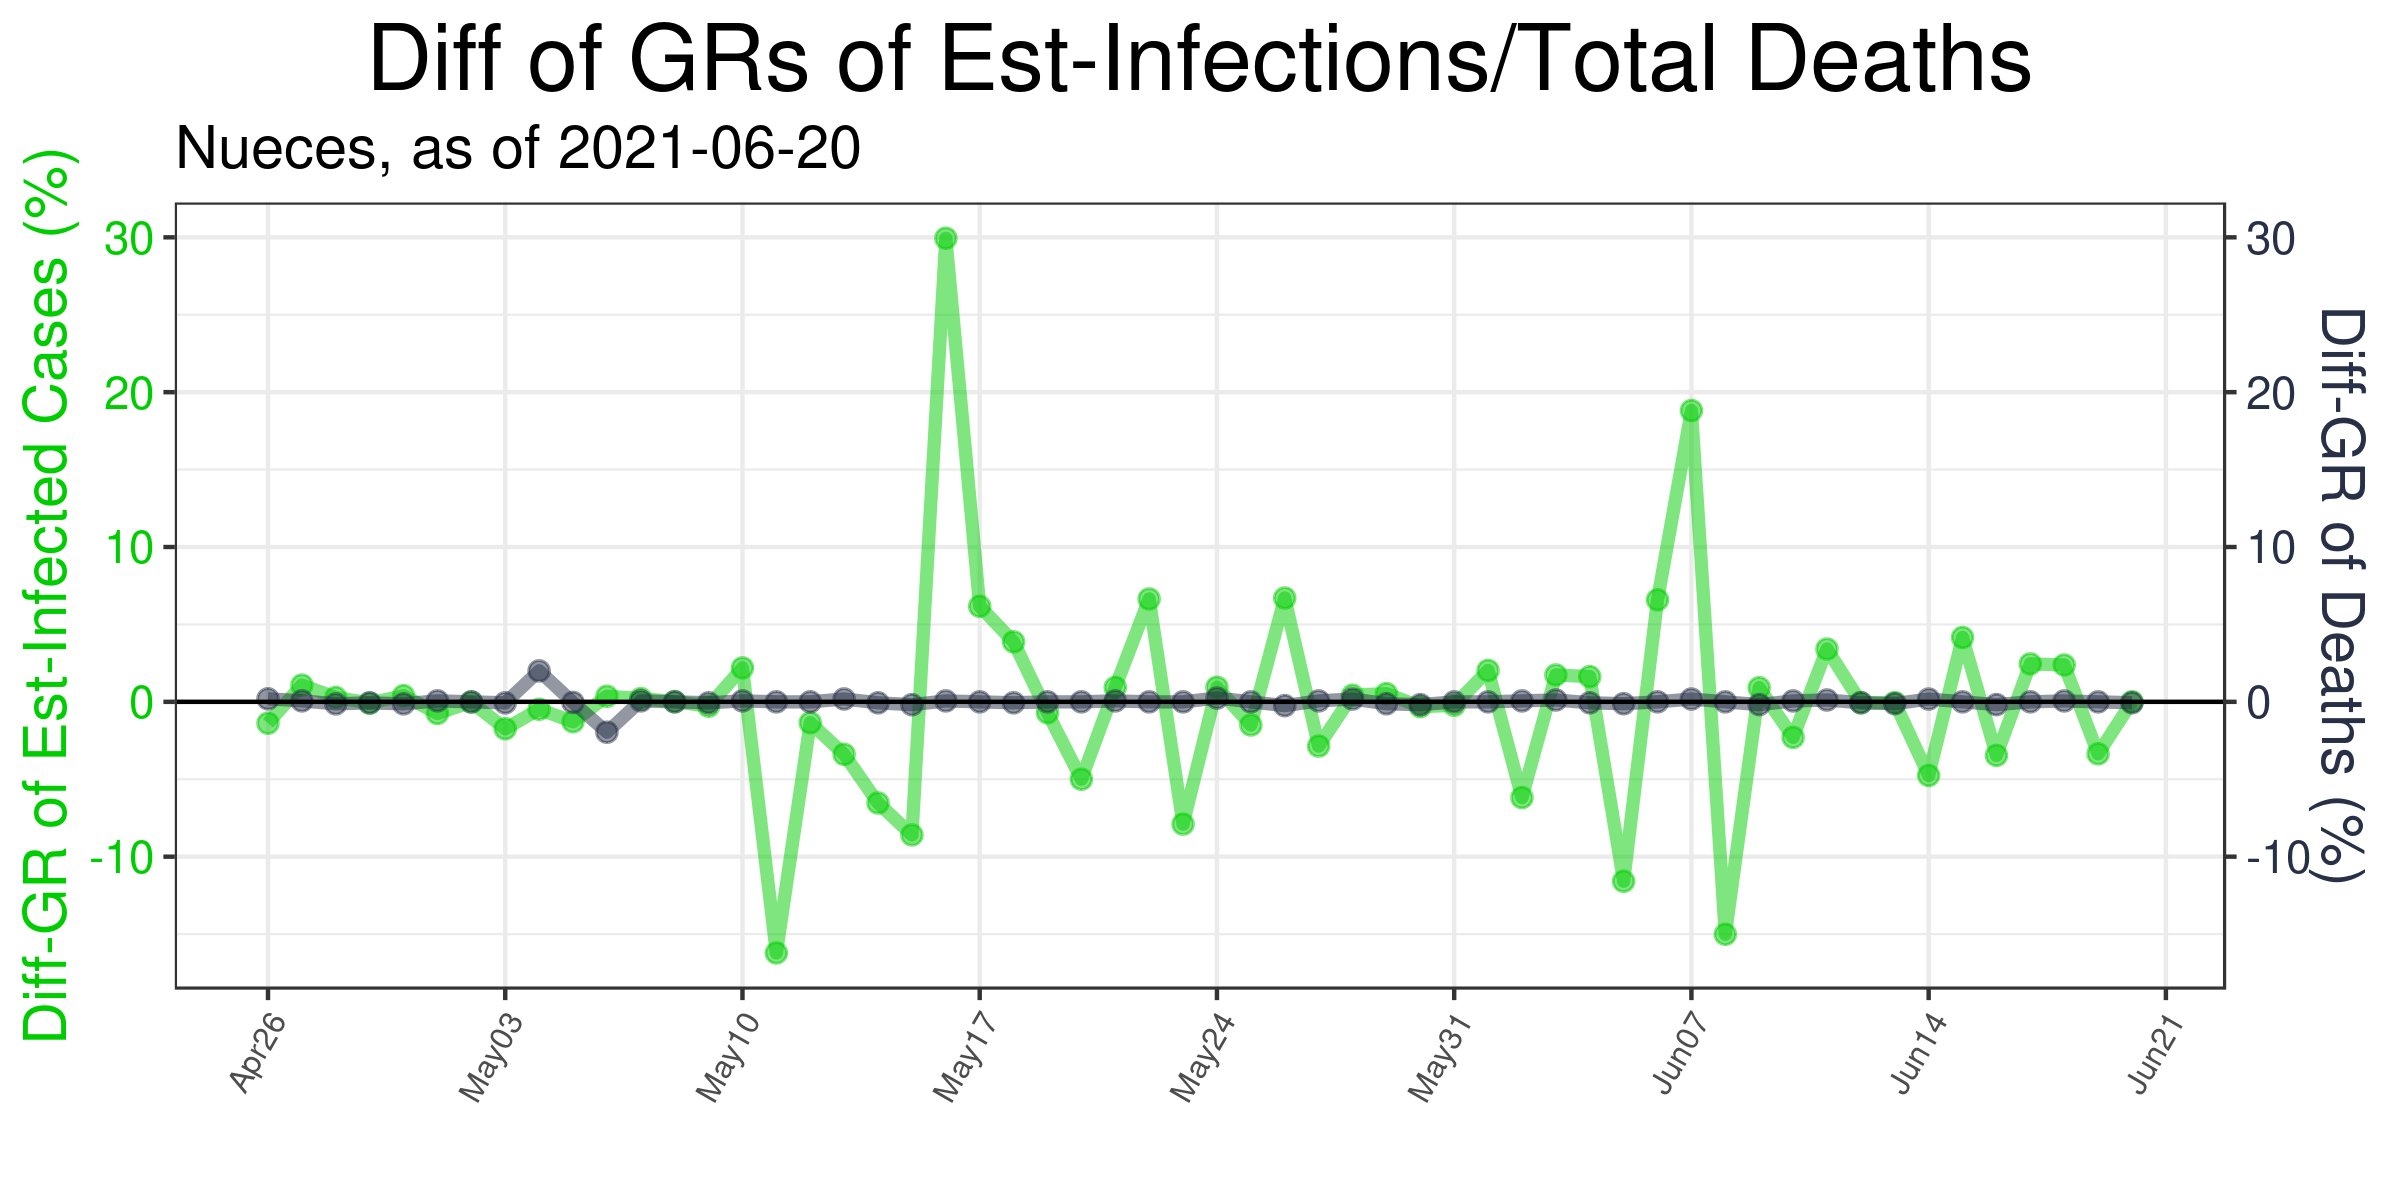 Diff of GRs of Est-Infections/Total Deaths
Nueces, as of 2021-06-20
Diff-GR of Est-Infected Cases (%)
30
20
10
0
-10
30
20
10
0
-10
Diff-GR of Deaths (%)
Apr26
May03
May10
May17
May24
May31
Jun07
Jun14
Jun21